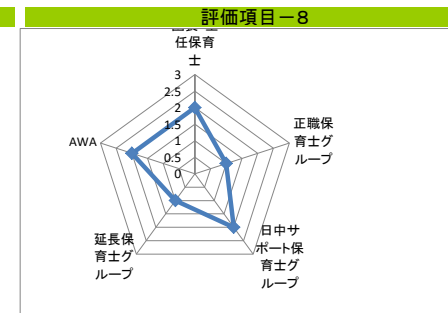 評価項目－8
任保育
士
3
2.5
2
1.5
1
0.5
0
正職保
育士グ
ループ
日中サ
ポート保
育士グ
ループ
延長保
育士グ
ループ
AWA